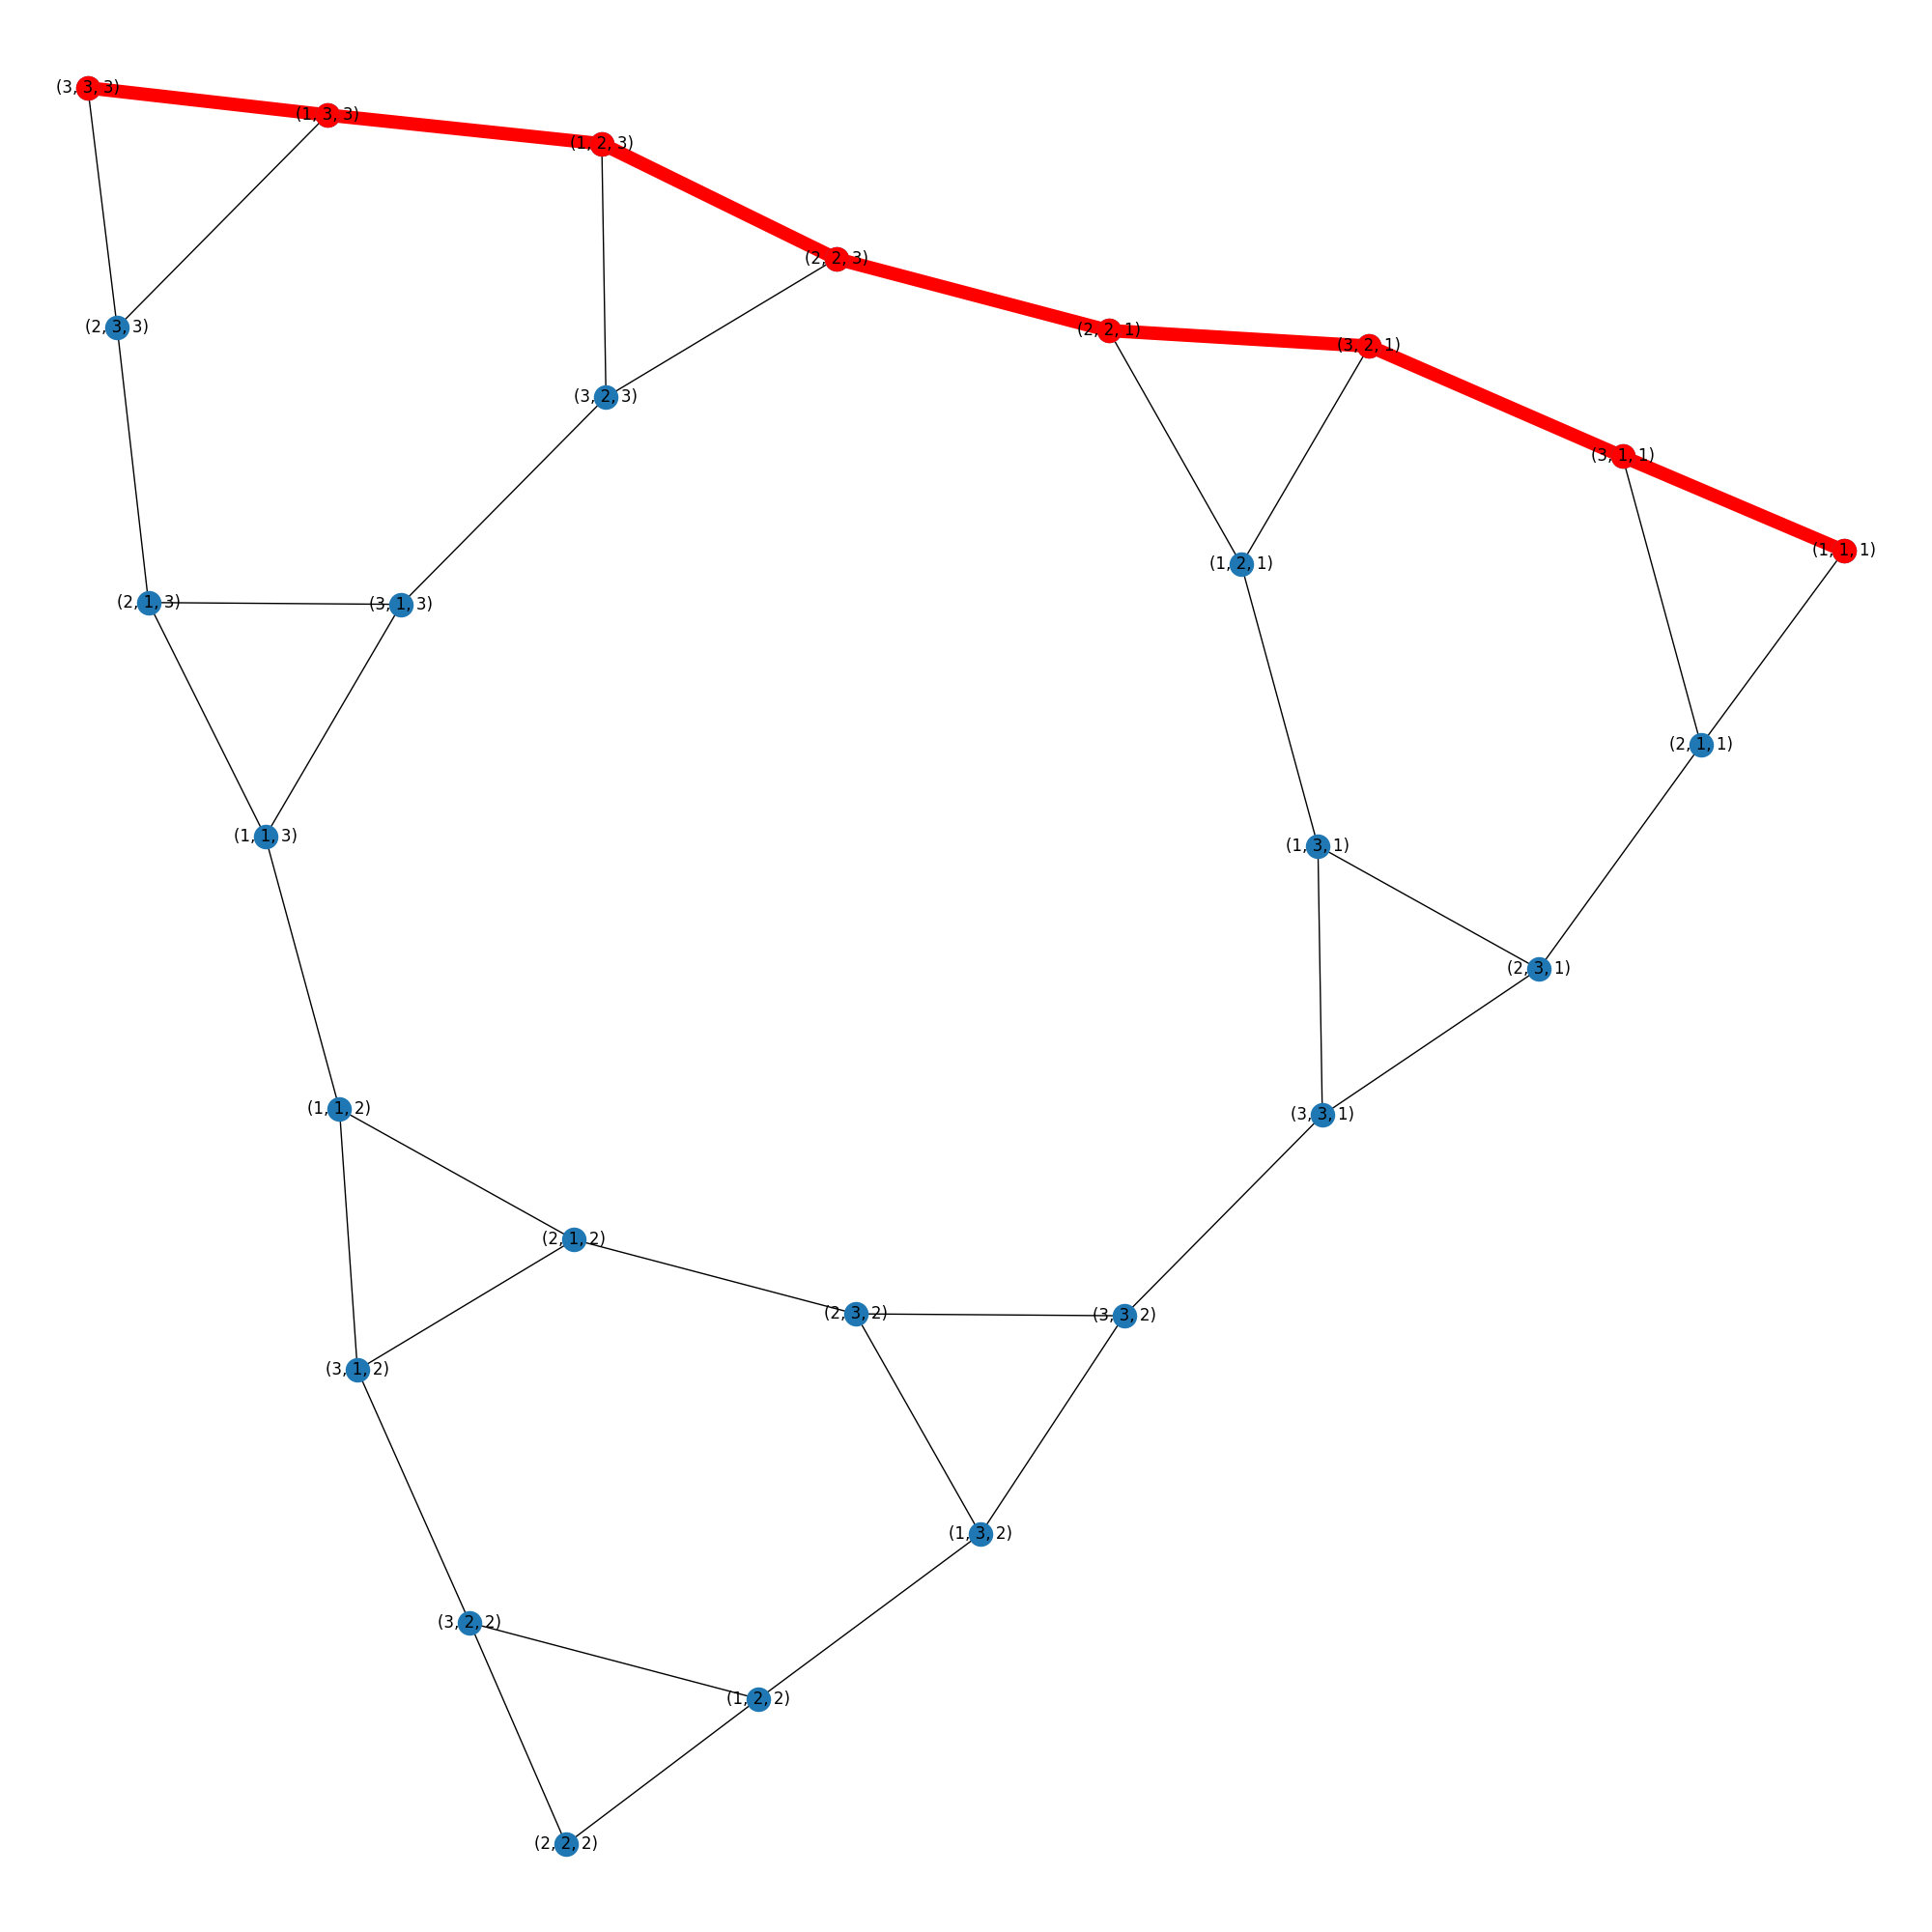 (3, 3, 3)
(1, 3, 3)
(1, 2, 3)
(2, 2, 3)
(2, 3, 3)
(2, 2, 1)
(3, 2, 1)
(3, 2, 3)
(3, 1, 1)
(1, 1, 1)
(1, 2, 1)
(2, 1, 3)
(3, 1, 3)
(2, 1, 1)
(1, 1, 3)
(1, 3, 1)
(2, 3, 1)
(1, 1, 2)
(3, 3, 1)
(2, 1, 2)
(2, 3, 2)
(3, 3, 2)
(3, 1, 2)
(1, 3, 2)
(3, 2, 2)
(1, 2, 2)
(2, 2, 2)